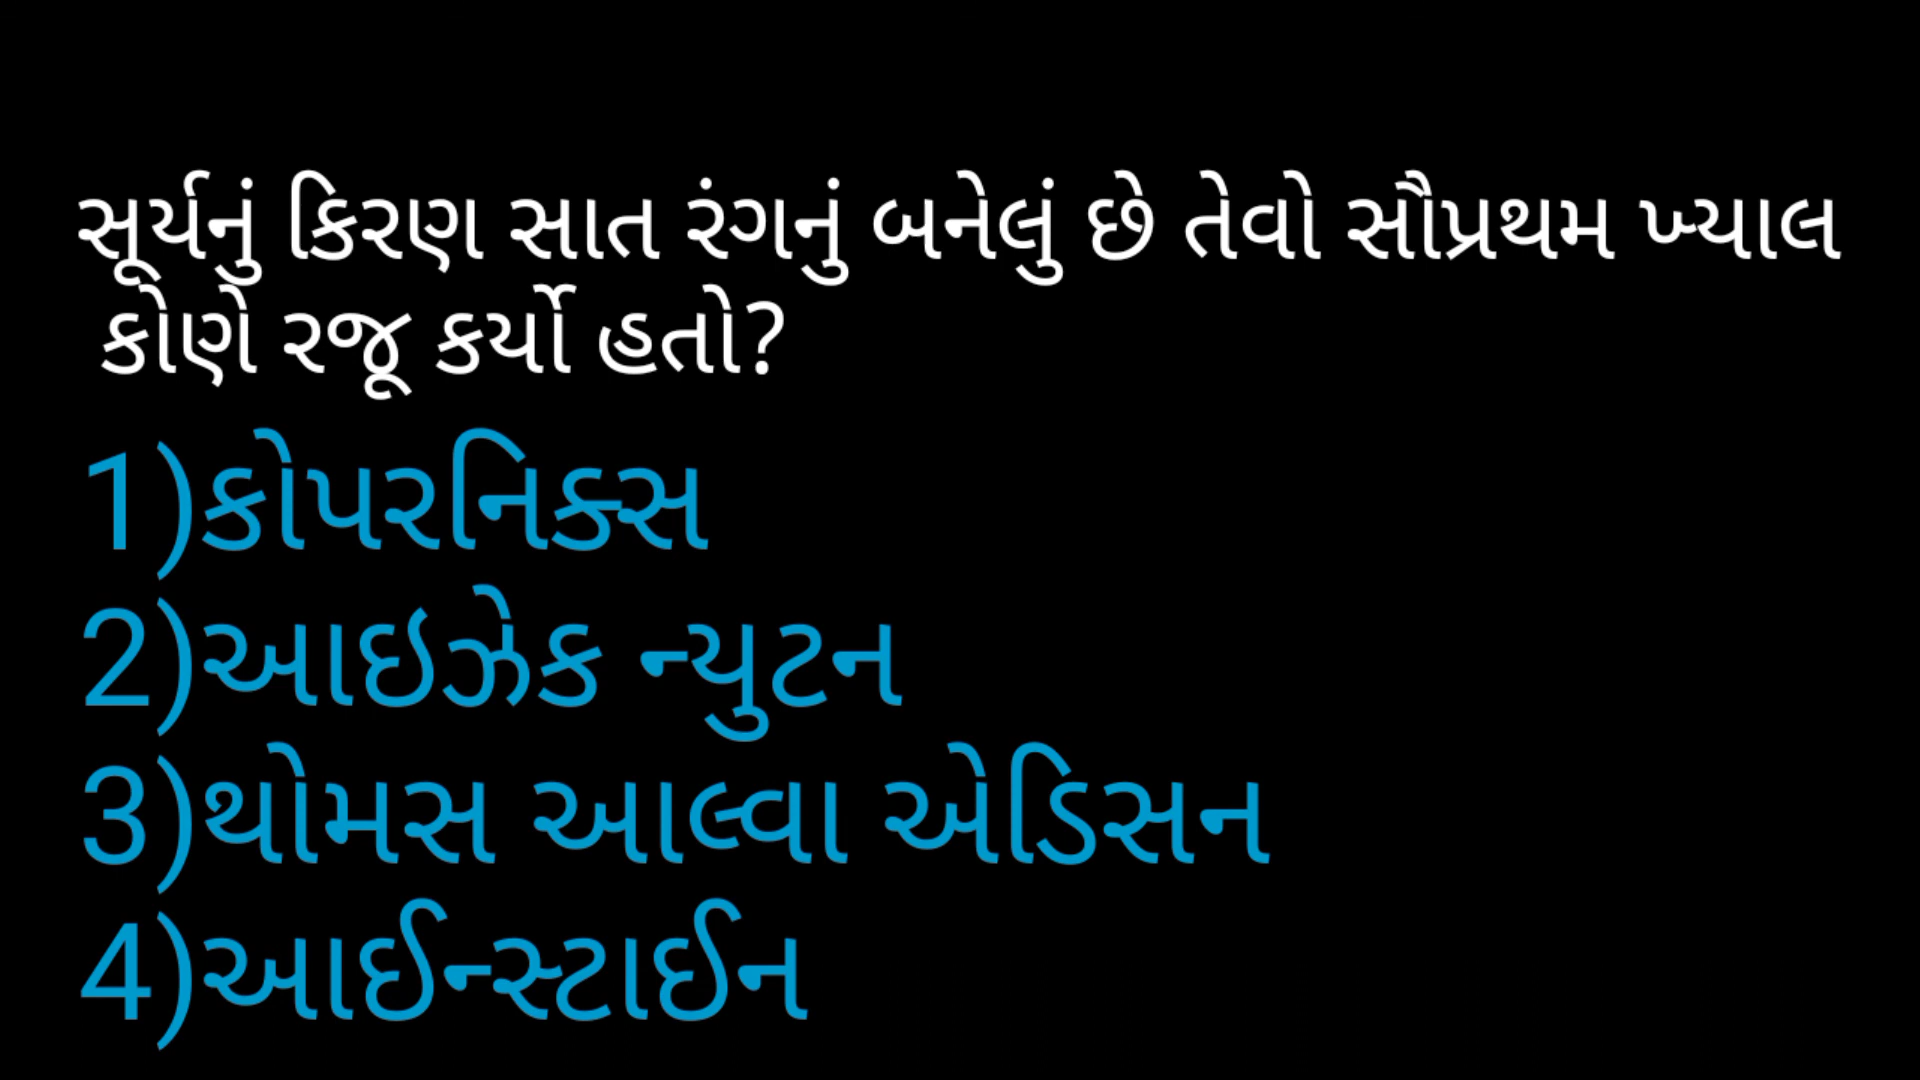 સૂર્યનું કિરણ સાત રંગનું બનેલું છે તેવો સૌપ્રથમ ખ્યાલ
કોણે રજૂ કર્યો હતો?
1)કોપરનિક્સ
2)આઇઝેક ન્યુટન
3)થોમસ આલ્વા એડિસન
4)આઈન્સ્ટાઈન